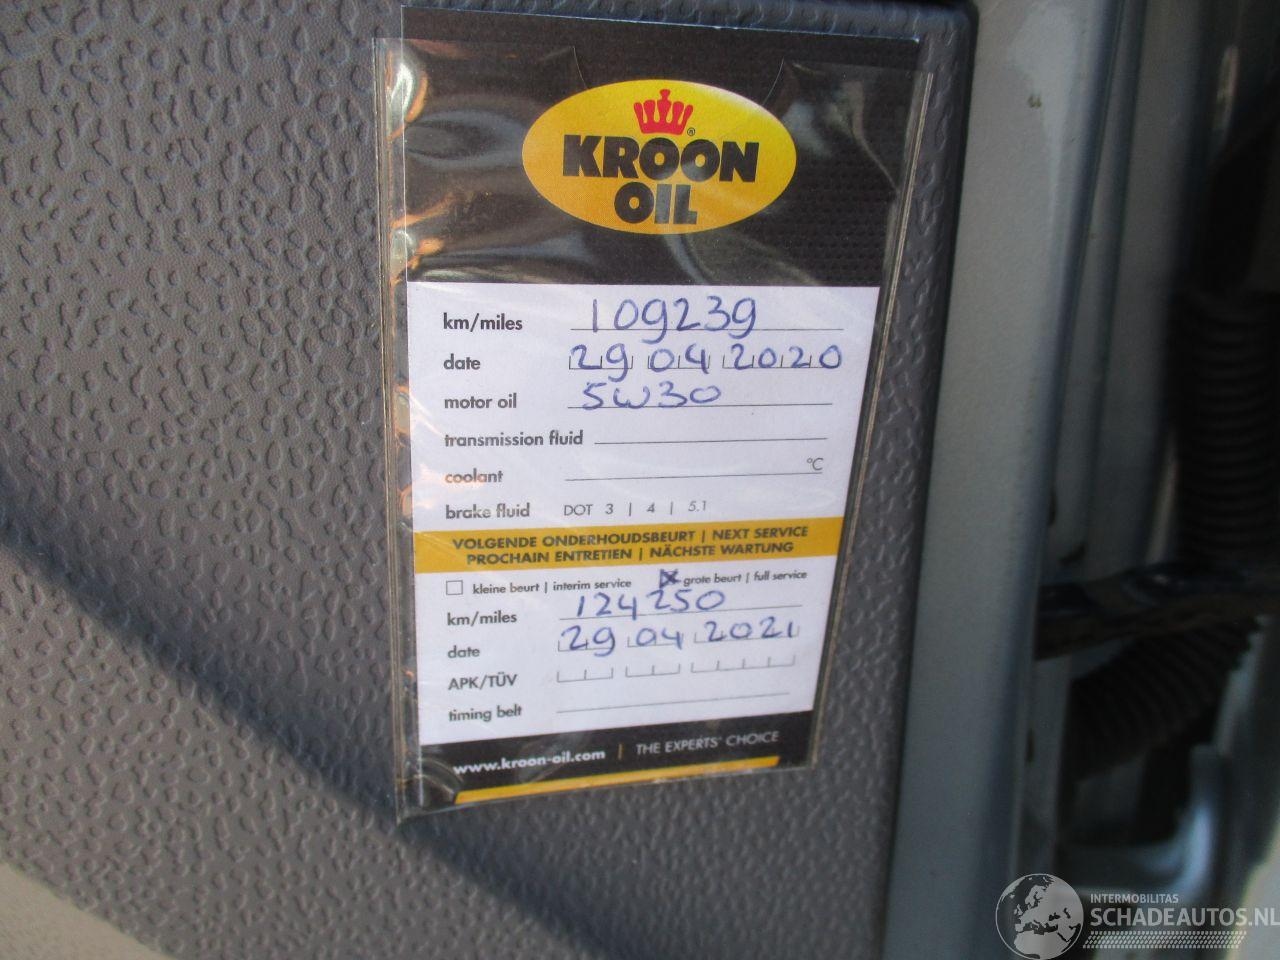 KROON®
OIL
km/miles 109239
date 29 04 2020
motor oil 5W30
transmission fluid
coolant °C
brake fluid DOT 3 | 4 | 5.1
VOLGENDE ONDERHOUDSBEURT | NEXT SERVICE
PROCHAIN ENTRETIEN | NÄCHSTE WARTUNG
kleine beurt | interim service grote beurt | full service
km/miles 124250
date 29 04 2021
APK/TÜV
timing belt
www.kroon-oil.com | THE EXPERTS' CHOICE
INTERMOBILITAS
SCHADEAUTOS.NL